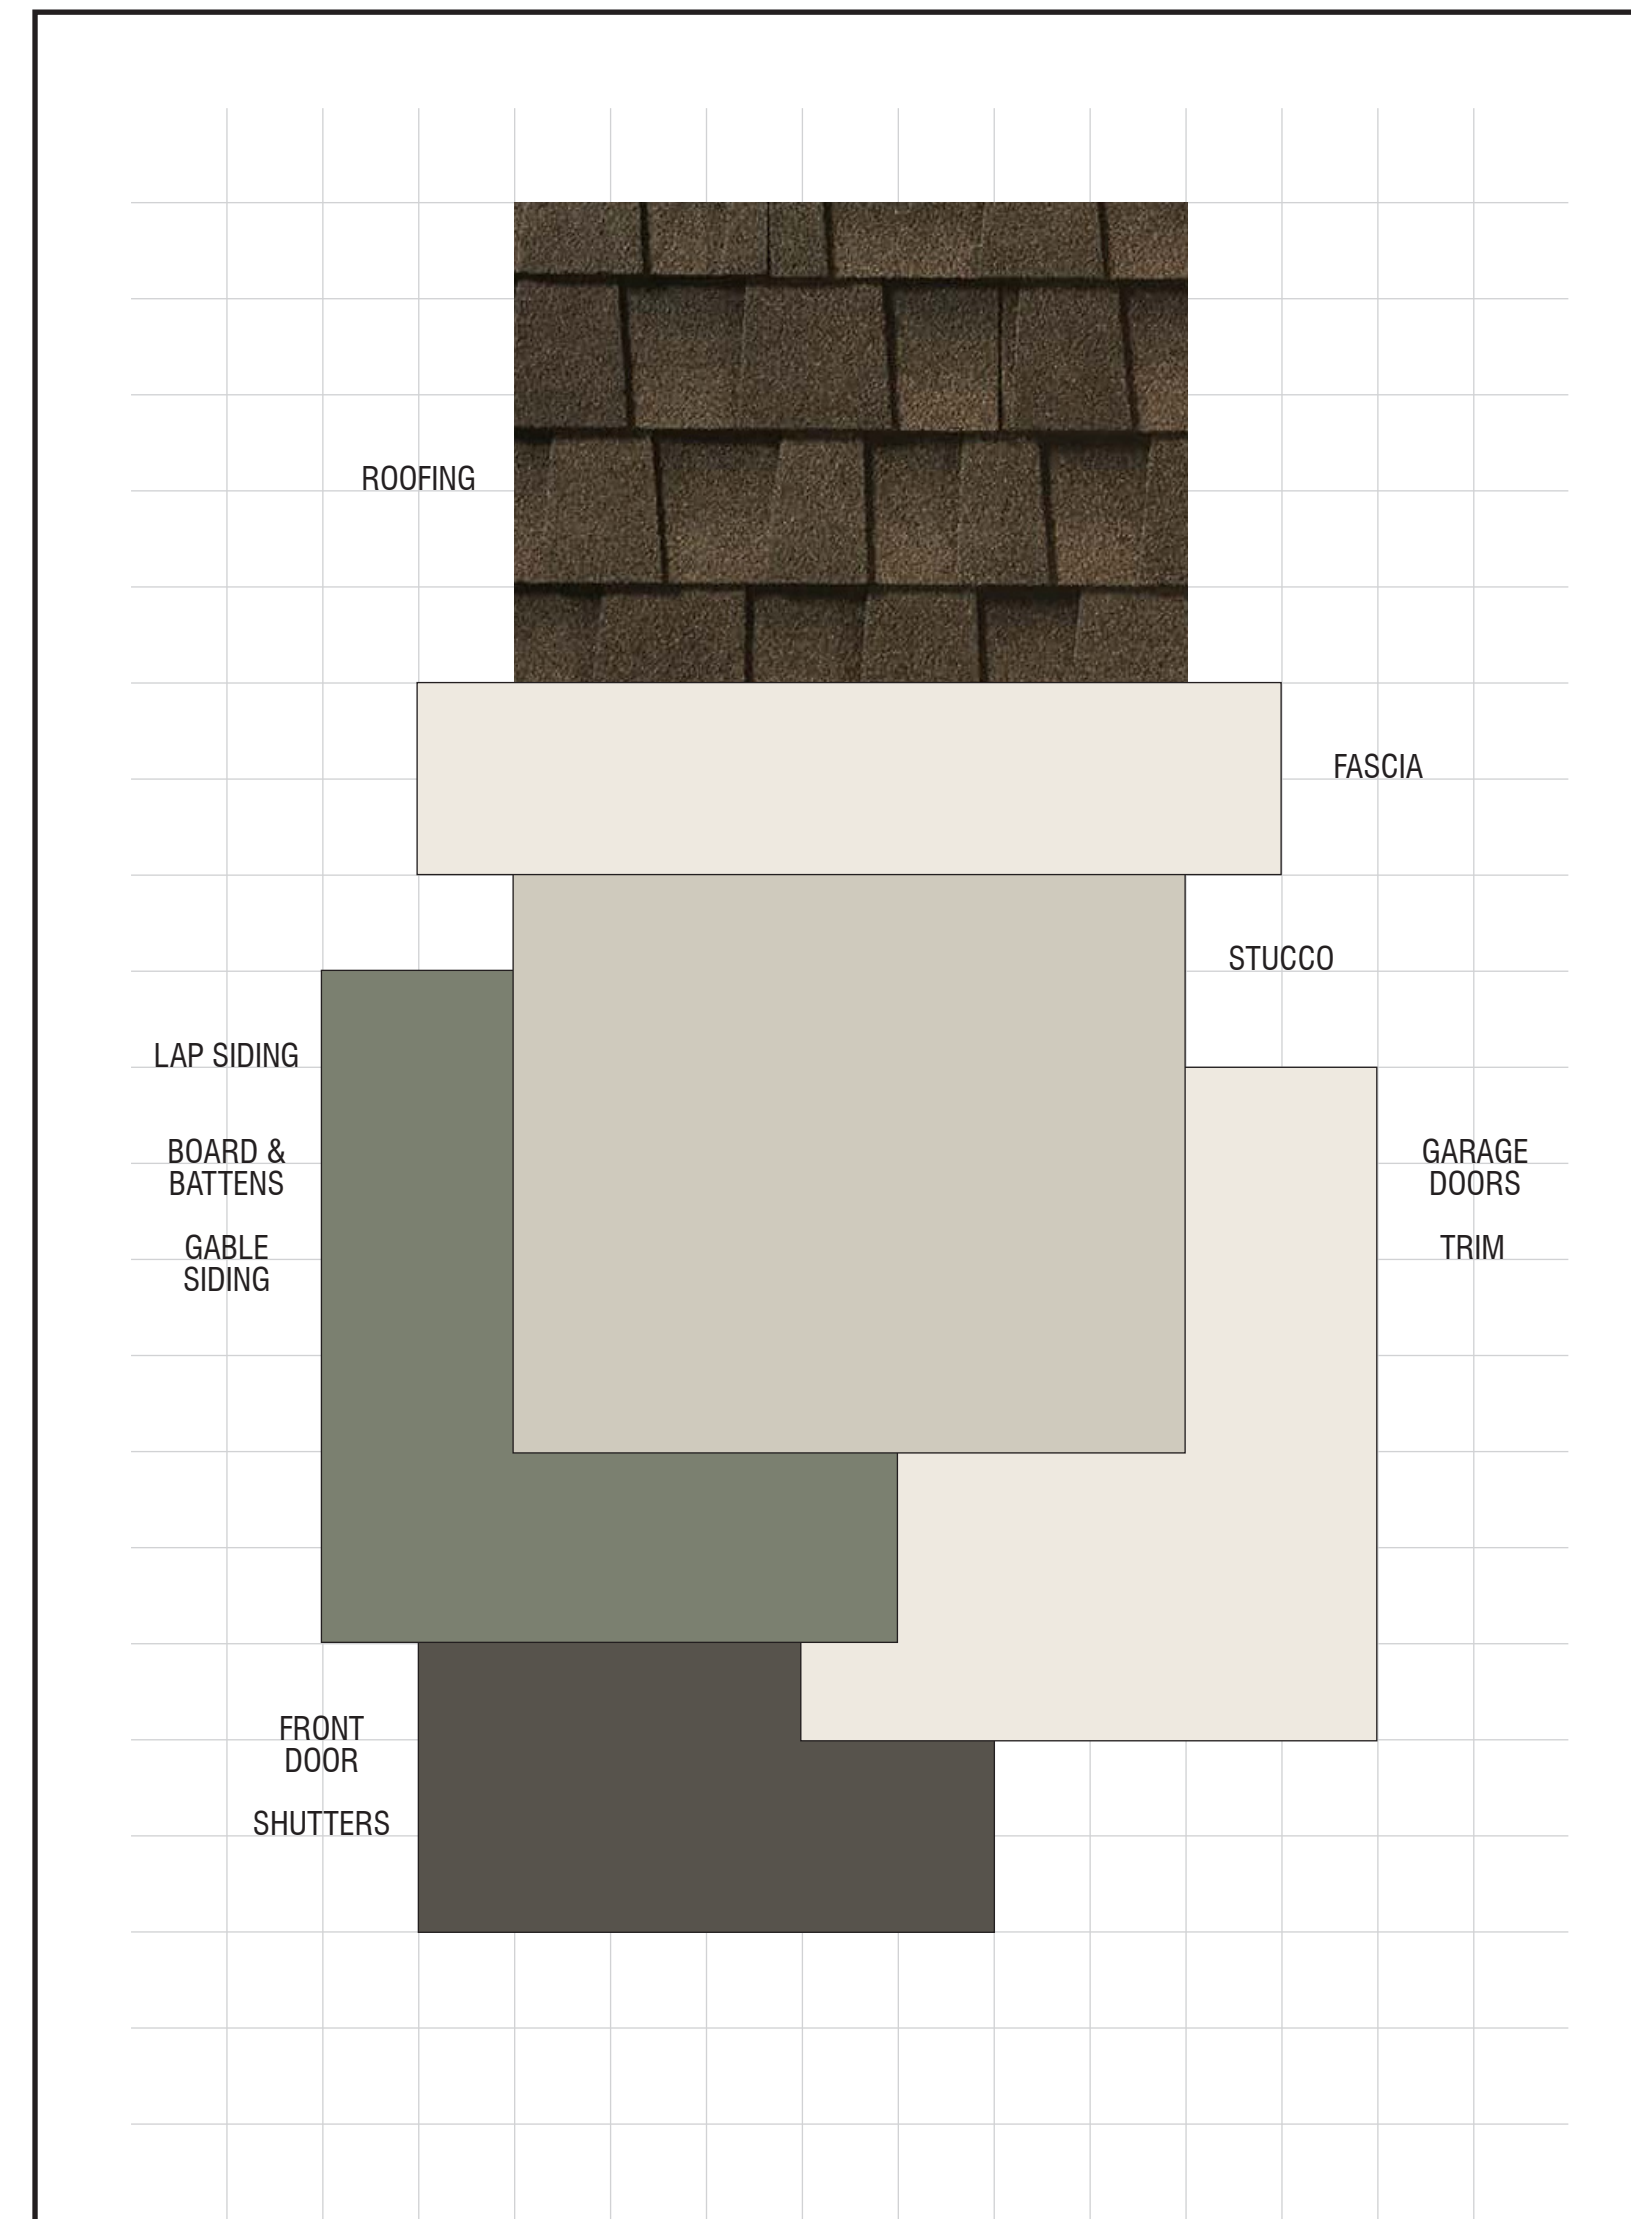 ROOFING
FASCIA
STUCCO
LAP SIDING
BOARD &
BATTENS
GABLE
SIDING
GARAGE
DOORS
TRIM
FRONT
DOOR
SHUTTERS